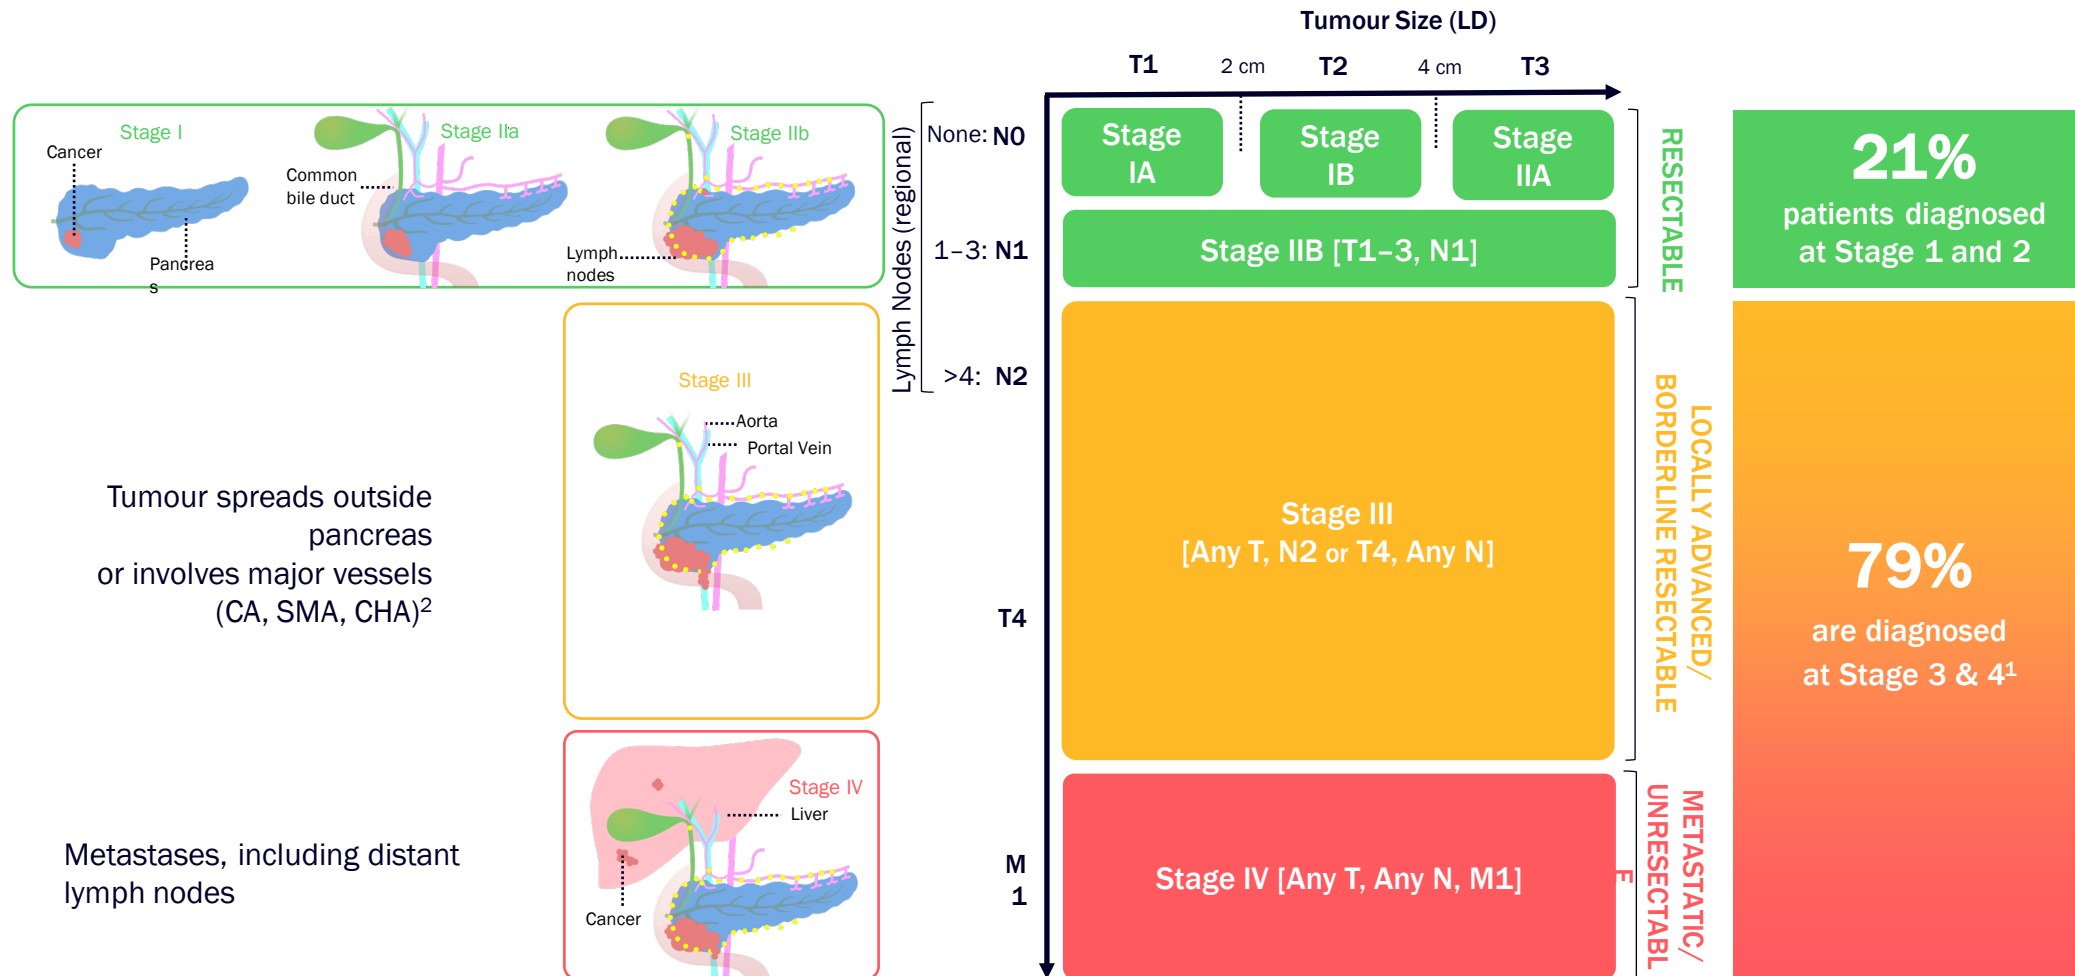 Tumour Size (LD)
T1
2 cm
T2
4 cm
T3
Stage I
Cancer
Pancrea
s
Stage IIa
Common
bile duct
Stage IIb
Lymph
nodes
Lymph Nodes (regional)
None: N0
1–3: N1
>4: N2
T4
M
1
Stage
IA
Stage
IB
Stage
IIA
Stage IIB [T1–3, N1]
RESECTABLE
21%
patients diagnosed
at Stage 1 and 2
Tumour spreads outside
pancreas
or involves major vessels
(CA, SMA, CHA)2
Stage III
Aorta
Portal Vein
Stage III
[Any T, N2 or T4, Any N]
LOCALLY ADVANCED/
BORDERLINE RESECTABLE
79%
are diagnosed
at Stage 3 & 41
Metastases, including distant
lymph nodes
Stage IV
Liver
Cancer
Stage IV [Any T, Any N, M1]
METASTATIC/
UNRESECTABL
E